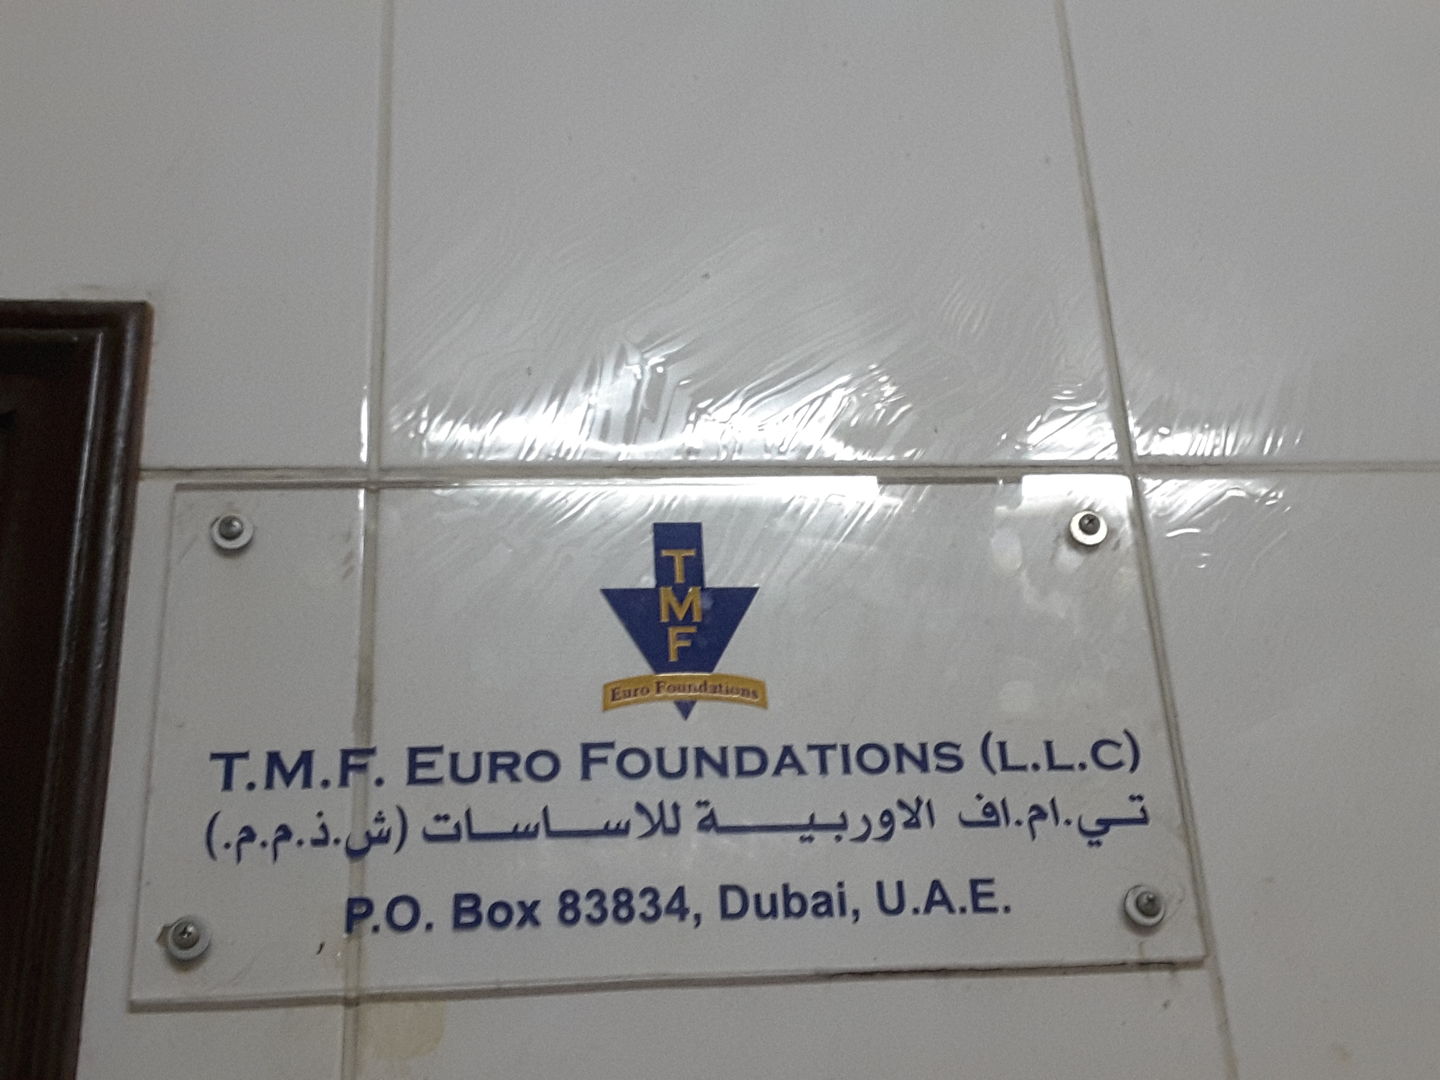 T
M
F
Euro Foundations
T.M.F. EURO FOUNDATIONS (L.L.C)
تي.ام.اف الاوربية للاساسات (ش.ذ.م.م.)
P.O. Box 83834, Dubai, U.A.E.